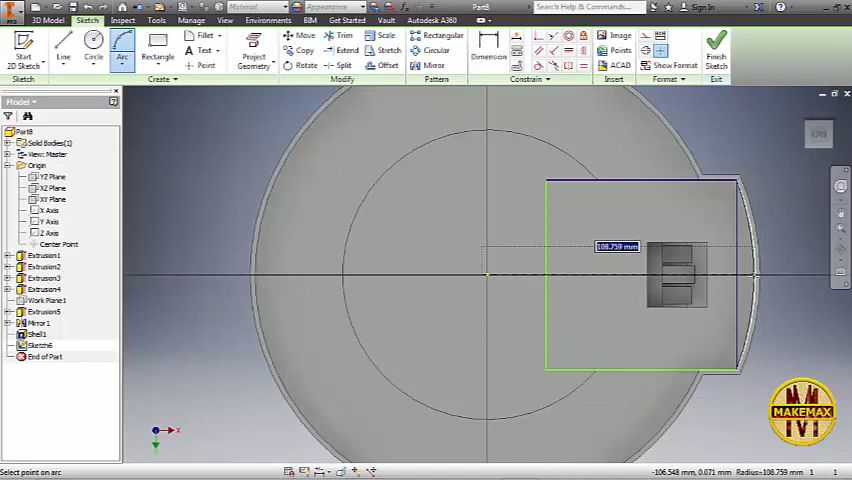 Material
Appearance
Part8
Search Help & Commands...
Sign In
PRO
3D Model
Sketch
Inspect
Tools
Manage
View
Environments
BIM
Get Started
Vault
Autodesk A360
Start
2D Sketch
Line
Circle
Arc
Rectangle
Fillet
Text
Point
Project
Geometry
Move
Copy
Rotate
Trim
Extend
Split
Scale
Stretch
Offset
Rectangular
Circular
Mirror
Dimension
Image
Points
ACAD
Show Format
Finish
Sketch
Sketch
Create
Modify
Pattern
Constrain
Insert
Format
Exit
Model
Part8
Solid Bodies(1)
View: Master
Origin
YZ Plane
XZ Plane
XY Plane
X Axis
Y Axis
Z Axis
Center Point
Extrusion1
Extrusion2
Extrusion3
Extrusion4
Work Plane1
Extrusion5
Mirror1
Shell1
Sketch6
End of Part
108.759 mm
BACK
X
Y
MAKEMAX
Select point on arc
-106.548 mm, 0.071 mm
Radius=108.759 mm
1
1